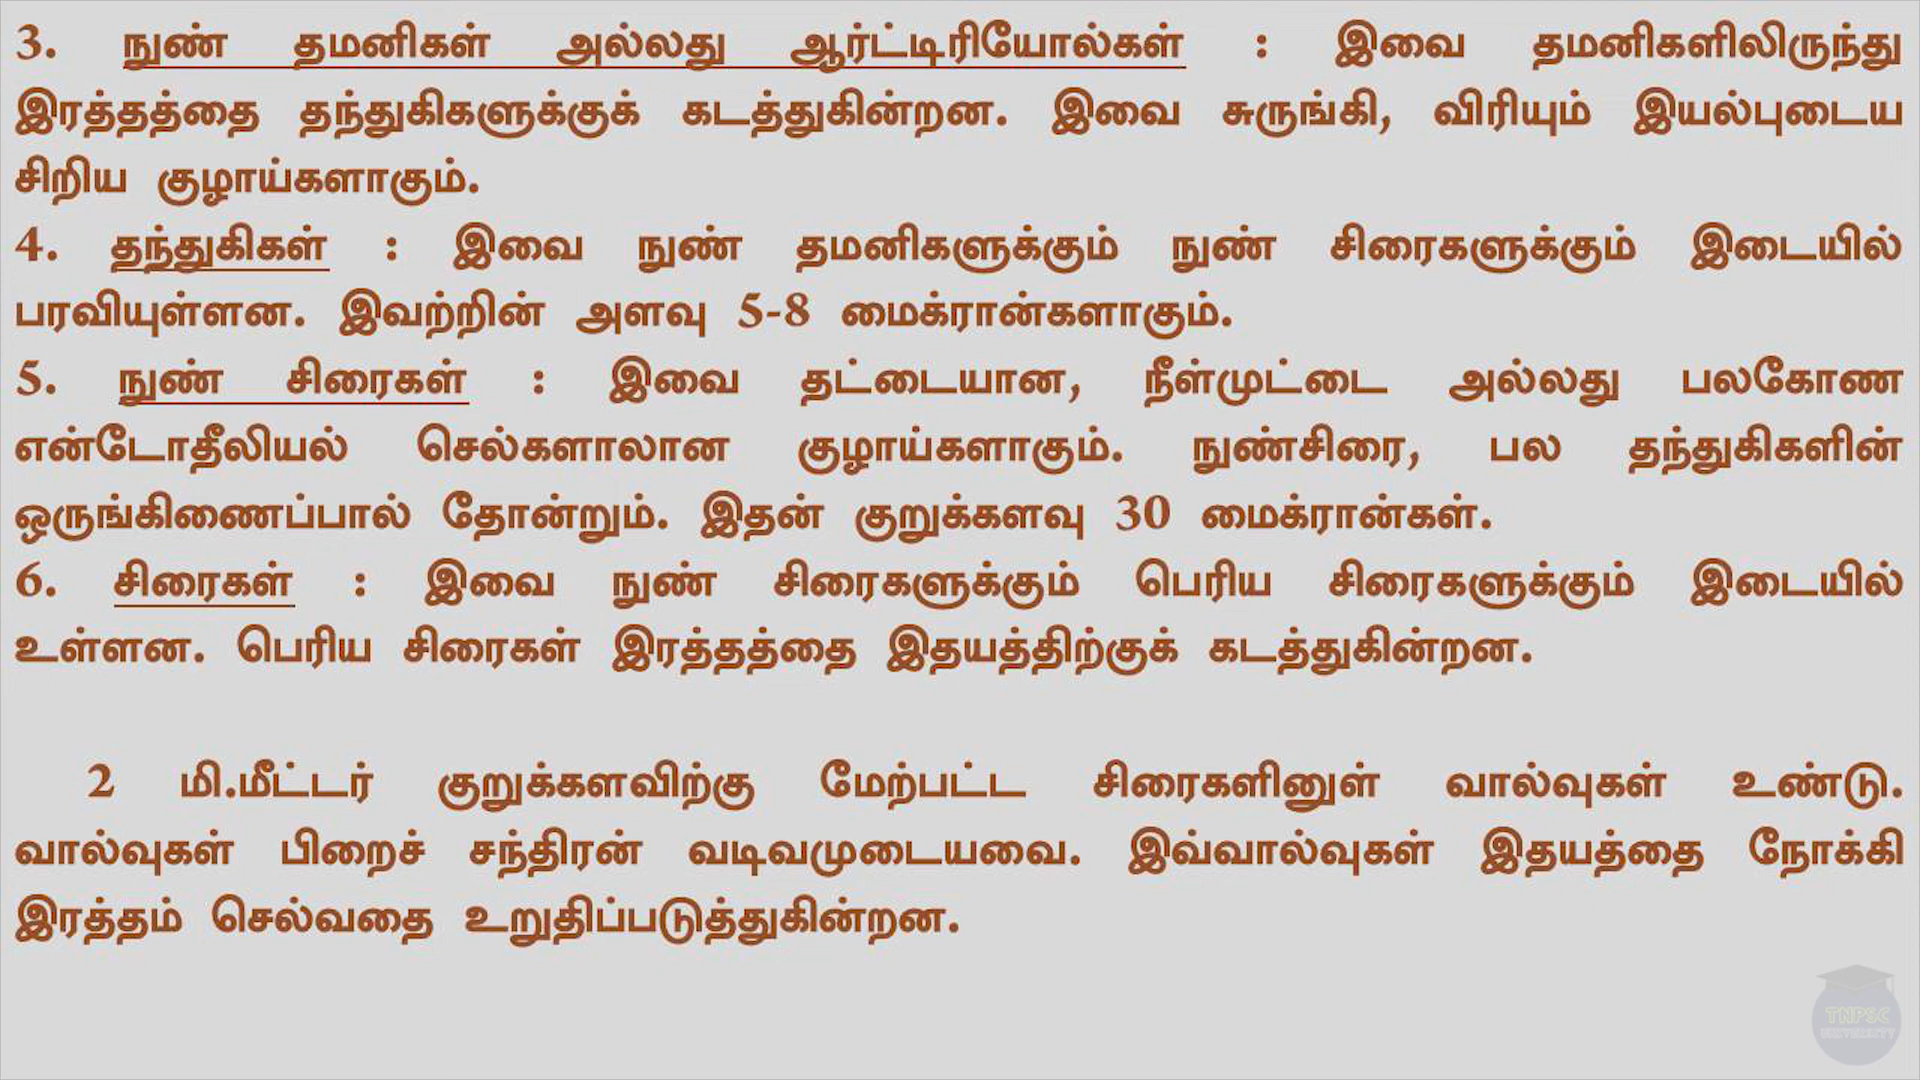 3. நுண் தமனிகள் அல்லது ஆர்ட்டிரியோல்கள் : இவை தமனிகளிலிருந்து
இரத்தத்தை தந்துகிகளுக்குக் கடத்துகின்றன. இவை சுருங்கி, விரியும் இயல்புடைய
சிறிய குழாய்களாகும்.
4. தந்துகிகள் : இவை நுண் தமனிகளுக்கும் நுண் சிரைகளுக்கும் இடையில்
பரவியுள்ளன. இவற்றின் அளவு 5-8 மைக்ரான்களாகும்.
5. நுண் சிரைகள் : இவை தட்டையான, நீள்முட்டை அல்லது பலகோண
என்டோதீலியல் செல்களாலான குழாய்களாகும். நுண்சிரை, பல தந்துகிகளின்
ஒருங்கிணைப்பால் தோன்றும். இதன் குறுக்களவு 30 மைக்ரான்கள்.
6. சிரைகள் : இவை நுண் சிரைகளுக்கும் பெரிய சிரைகளுக்கும் இடையில்
உள்ளன. பெரிய சிரைகள் இரத்தத்தை இதயத்திற்குக் கடத்துகின்றன.
2 மி.மீட்டர் குறுக்களவிற்கு மேற்பட்ட சிரைகளினுள் வால்வுகள் உண்டு.
வால்வுகள் பிறைச் சந்திரன் வடிவமுடையவை. இவ்வால்வுகள் இதயத்தை நோக்கி
இரத்தம் செல்வதை உறுதிப்படுத்துகின்றன.
TNPSC
UNIVERSITY